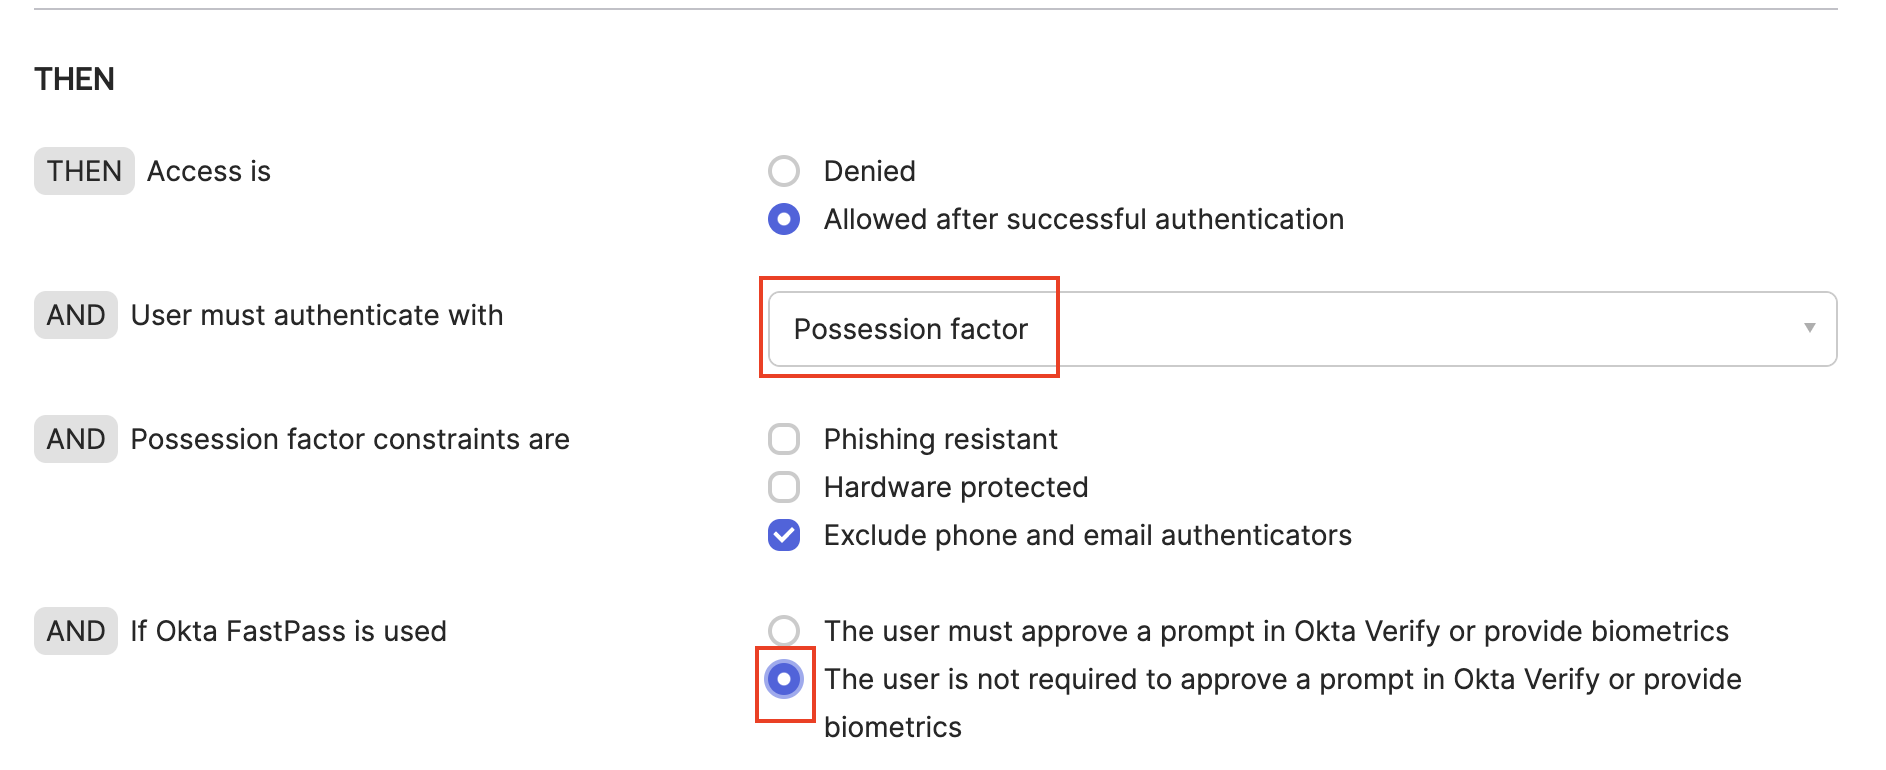 THEN
THEN Access is
Denied
Allowed after successful authentication
AND User must authenticate with
Possession factor
AND Possession factor constraints are
Phishing resistant
Hardware protected
Exclude phone and email authenticators
AND If Okta FastPass is used
The user must approve a prompt in Okta Verify or provide biometrics
The user is not required to approve a prompt in Okta Verify or provide
biometrics